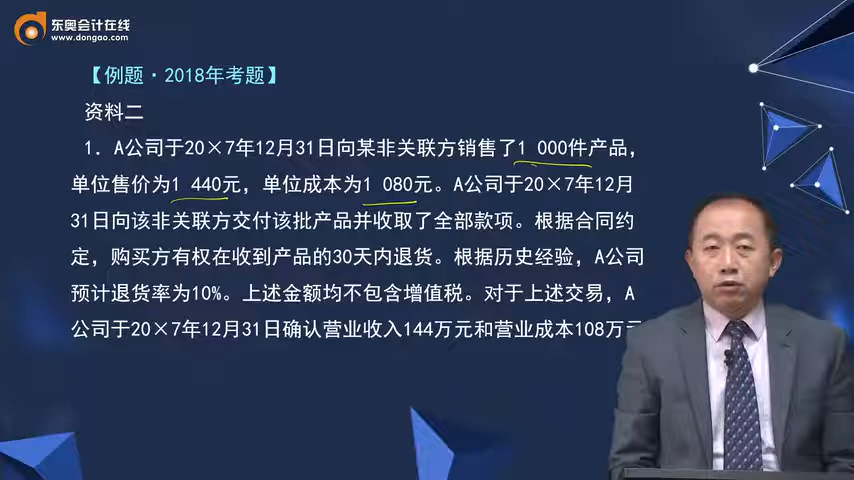 东奥会计在线
www.dongao.com
【例题·2018年考题】
资料二
1．A公司于20×7年12月31日向某非关联方销售了1 000件产品，
单位售价为1 440元，单位成本为1 080元。A公司于20×7年12月
31日向该非关联方交付该批产品并收取了全部款项。根据合同约
定，购买方有权在收到产品的30天内退货。根据历史经验，A公司
预计退货率为10%。上述金额均不包含增值税。对于上述交易，A
公司于20×7年12月31日确认营业收入144万元和营业成本108万元